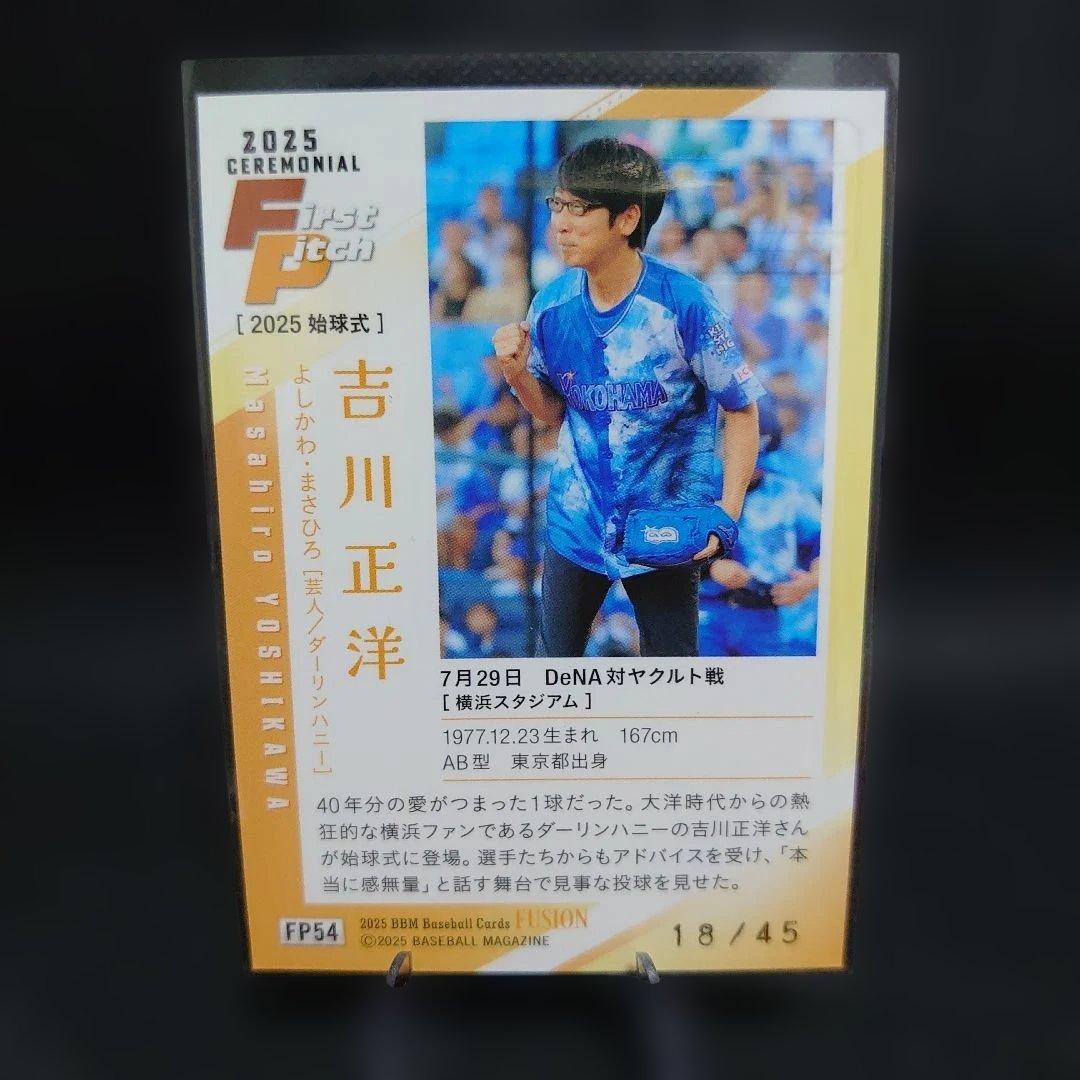 2025
CEREMONIAL
First
Pitch
[ 2025 始球式 ]
吉川正洋
よしかわ・まさひろ [芸人／ダーリンハニー]
Masahiro YOSHIKAWA
YOKOHAMA
7月29日　DeNA対ヤクルト戦
[ 横浜スタジアム ]
1977.12.23生まれ　167cm
AB型　東京都出身
40年分の愛がつまった1球だった。大洋時代からの熱
狂的な横浜ファンであるダーリンハニーの吉川正洋さん
が始球式に登場。選手たちからもアドバイスを受け、「本
当に感無量」と話す舞台で見事な投球を見せた。
FP54
2025 BBM Baseball Cards FUSION
©2025 BASEBALL MAGAZINE
18/45